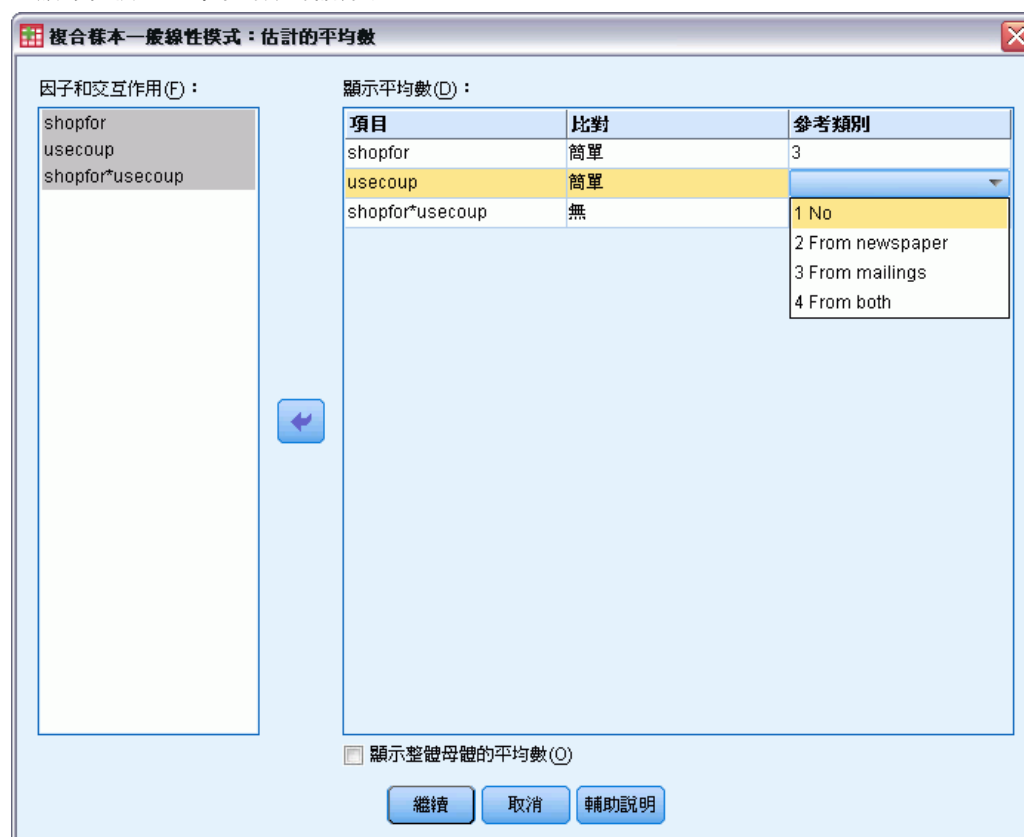 複合樣本一般線性模式：估計的平均數
因子和交互作用(F)：
shopfor
usecoup
shopfor*usecoup
顯示平均數(D)：
項目 比對 參考類別
shopfor 簡單 3
usecoup 簡單
shopfor*usecoup 無
1 No
2 From newspaper
3 From mailings
4 From both
顯示整體母體的平均數(O)
繼續 取消 輔助說明